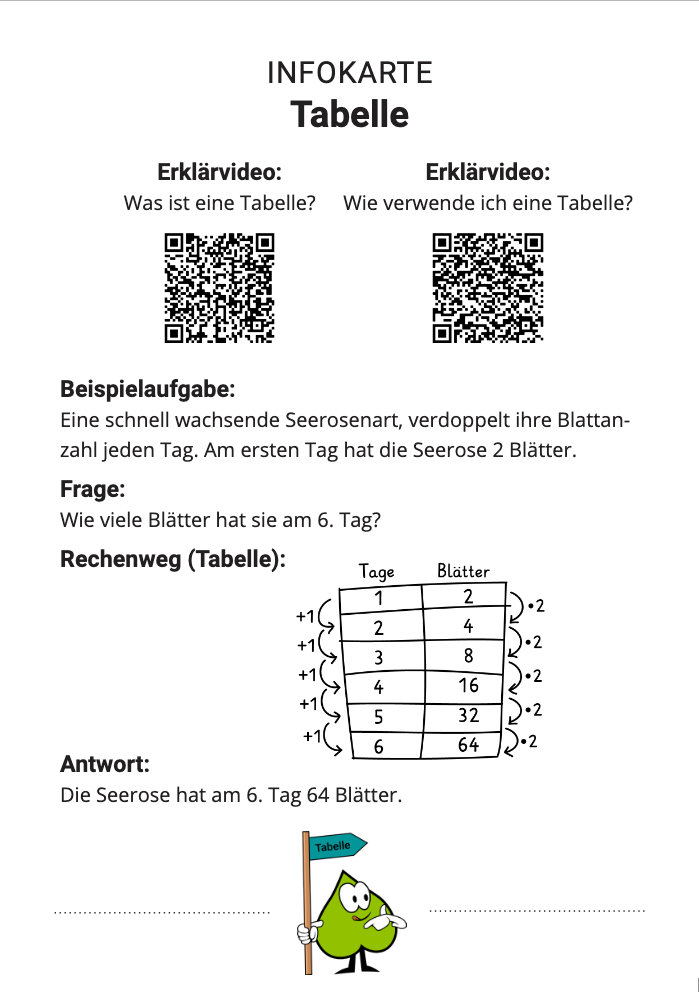 INFOKARTE
Tabelle
Erklärvideo:
Was ist eine Tabelle?
Erklärvideo:
Wie verwende ich eine Tabelle?
Beispielaufgabe:
Eine schnell wachsende Seerosenart, verdoppelt ihre Blattan-
zahl jeden Tag. Am ersten Tag hat die Seerose 2 Blätter.
Frage:
Wie viele Blätter hat sie am 6. Tag?
Rechenweg (Tabelle):
Tage Blätter
1 2
+1 ·2
2 4
+1 ·2
3 8
+1 ·2
4 16
+1 ·2
5 32
+1 ·2
6 64
Antwort:
Die Seerose hat am 6. Tag 64 Blätter.
Tabelle